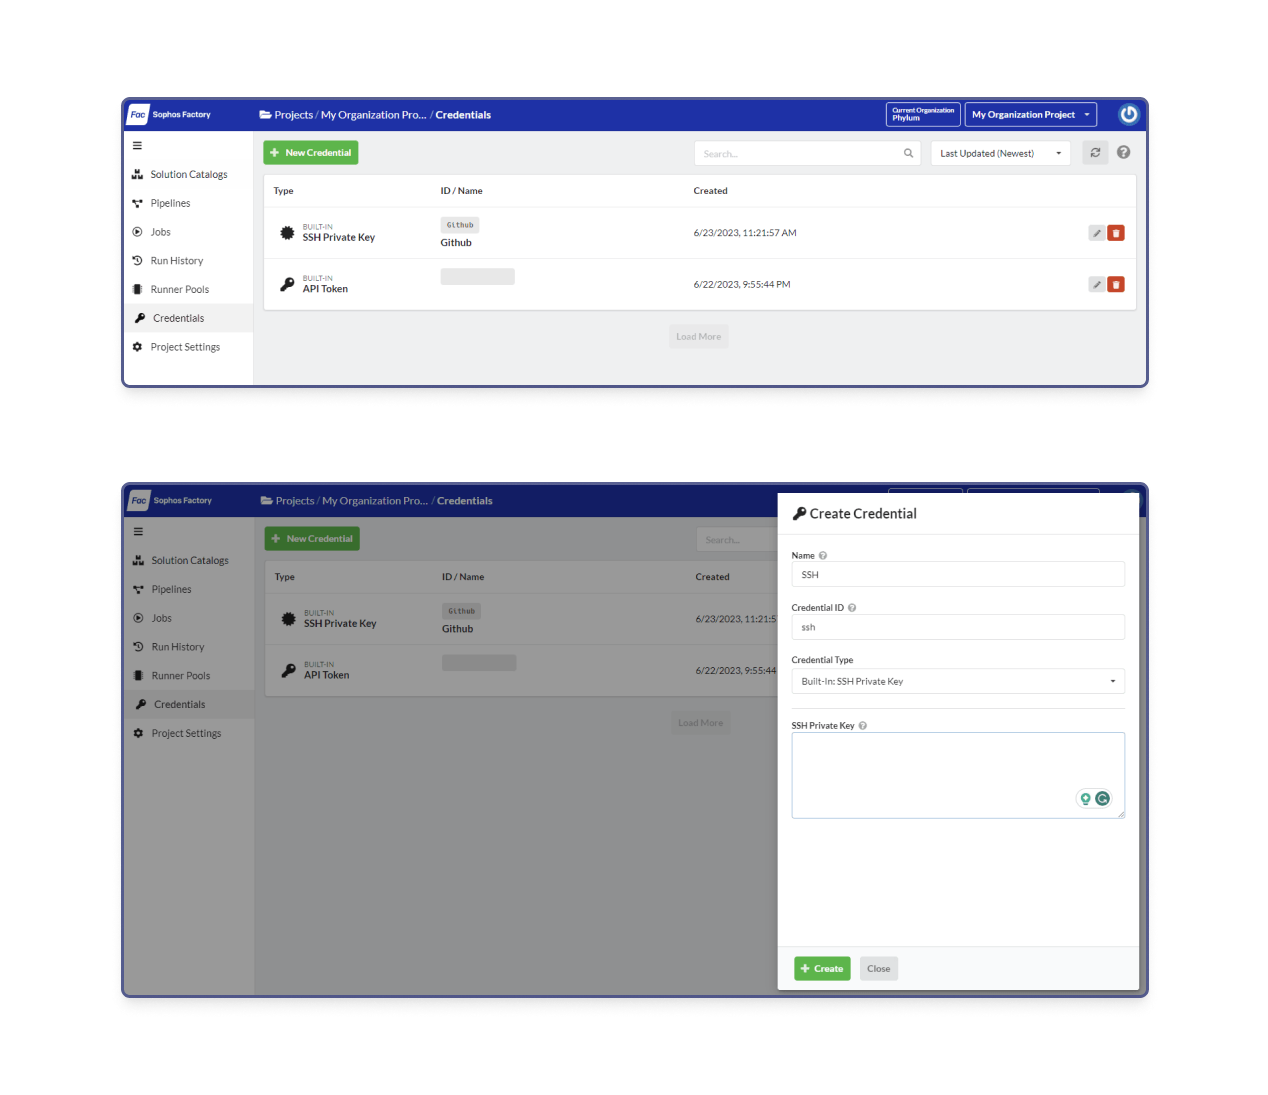 Fac Sophos Factory Projects / My Organization Pro... / Credentials Current Organization Phylum My Organization Project
New Credential Search... Last Updated (Newest)
Solution Catalogs
Pipelines
Jobs
Run History
Runner Pools
Credentials
Project Settings
Type ID / Name Created
BUILT-IN
SSH Private Key
Github
Github
6/23/2023, 11:21:57 AM
BUILT-IN
API Token
6/22/2023, 9:55:44 PM
Load More
Fac Sophos Factory Projects / My Organization Pro... / Credentials
New Credential Search...
Solution Catalogs
Pipelines
Jobs
Run History
Runner Pools
Credentials
Project Settings
Type ID / Name Created
BUILT-IN
SSH Private Key
Github
Github
6/23/2023, 11:21:5
BUILT-IN
API Token
6/22/2023, 9:55:44
Load More
Create Credential
Name
SSH
Credential ID
ssh
Credential Type
Built-In: SSH Private Key
SSH Private Key
Create Close